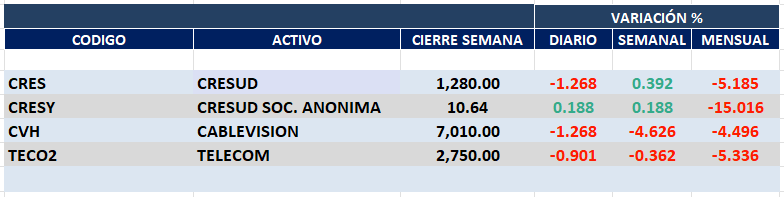 VARIACIÓN %
CODIGO ACTIVO CIERRE SEMANA DIARIO SEMANAL MENSUAL
CRES CRESUD 1,280.00 -1.268 0.392 -5.185
CRESY CRESUD SOC. ANONIMA 10.64 0.188 0.188 -15.016
CVH CABLEVISION 7,010.00 -1.268 -4.626 -4.496
TECO2 TELECOM 2,750.00 -0.901 -0.362 -5.336